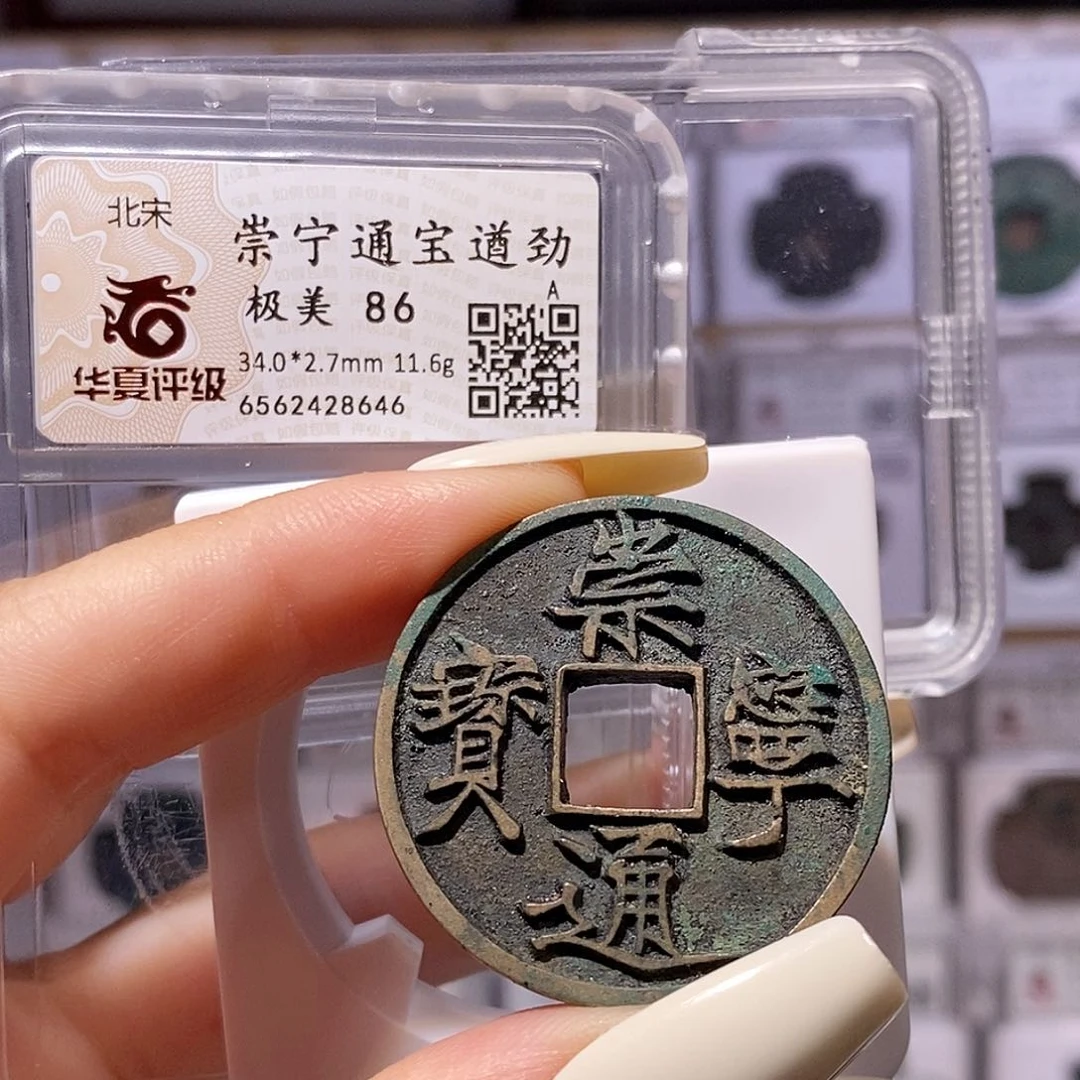 北宋
崇宁通宝遒劲
极美 86
A
34.0*2.7mm 11.6g
华夏评级
6562428646
崇寧通寶